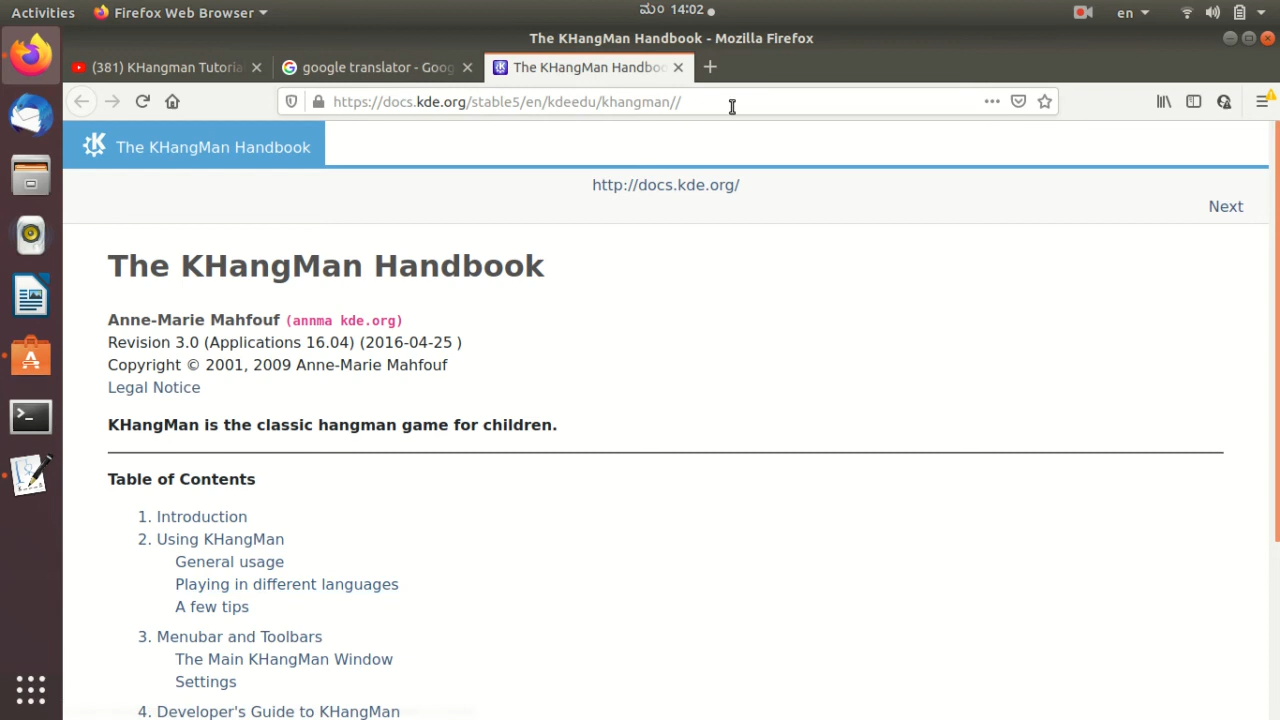 Activities Firefox Web Browser మం 14:02 en
The KHangMan Handbook - Mozilla Firefox
(381) KHangman Tutoria google translator - Goog The KHangMan Handboo
https://docs.kde.org/stable5/en/kdeedu/khangman//
The KHangMan Handbook
http://docs.kde.org/
Next
The KHangMan Handbook
Anne-Marie Mahfouf (annma kde.org)
Revision 3.0 (Applications 16.04) (2016-04-25 )
Copyright © 2001, 2009 Anne-Marie Mahfouf
Legal Notice
KHangMan is the classic hangman game for children.
Table of Contents
1. Introduction
2. Using KHangMan
General usage
Playing in different languages
A few tips
3. Menubar and Toolbars
The Main KHangMan Window
Settings
4. Developer's Guide to KHangMan